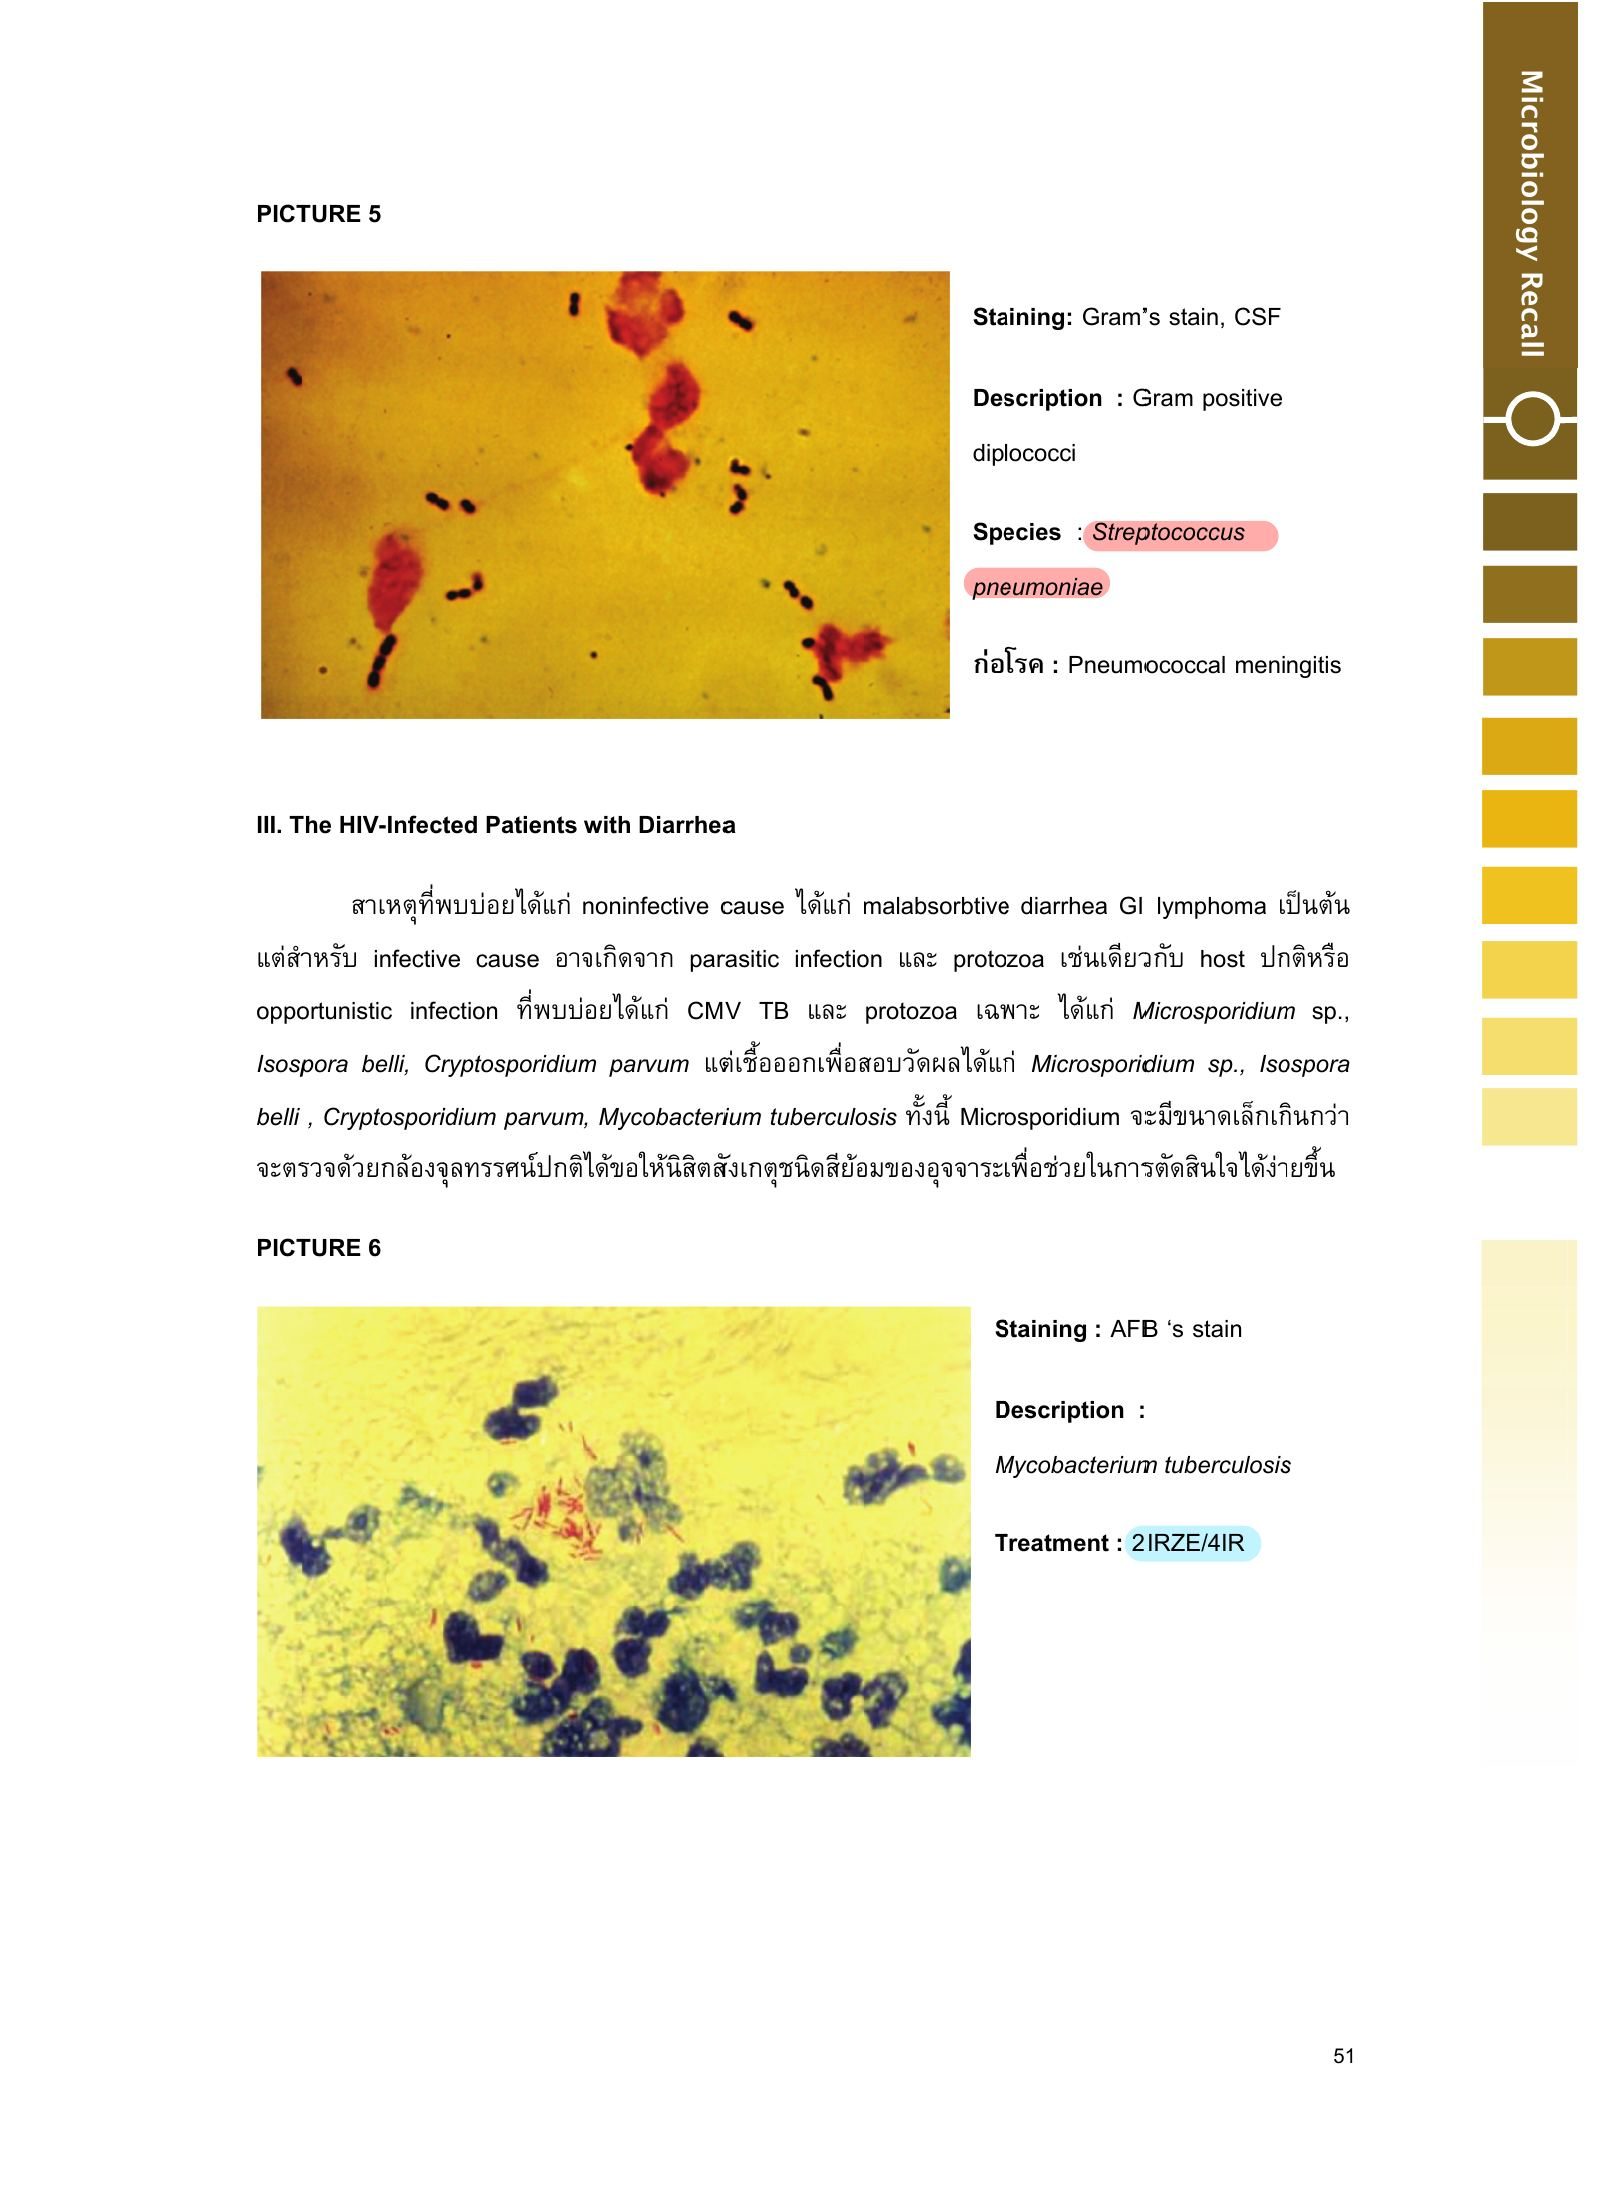 Microbiology Recall
PICTURE 5
Staining: Gram's stain, CSF
Description : Gram positive
diplococci
Species : Streptococcus
pneumoniae
ก่อโรค : Pneumococcal meningitis
III. The HIV-Infected Patients with Diarrhea
สาเหตุที่พบบ่อยได้แก่ noninfective cause ได้แก่ malabsorbtive diarrhea GI lymphoma เป็นต้น
แต่สำหรับ infective cause อาจเกิดจาก parasitic infection และ protozoa เช่นเดียวกับ host ปกติหรือ
opportunistic infection ที่พบบ่อยได้แก่ CMV TB และ protozoa เฉพาะ ได้แก่ Microsporidium sp.,
Isospora belli, Cryptosporidium parvum แต่เชื้อออกเพื่อสอบวัดผลได้แก่ Microsporidium sp., Isospora
belli , Cryptosporidium parvum, Mycobacterium tuberculosis ทั้งนี้ Microsporidium จะมีขนาดเล็กเกินกว่า
จะตรวจด้วยกล้องจุลทรรศน์ปกติได้ขอให้นิสิตสังเกตุชนิดสีย้อมของอุจจาระเพื่อช่วยในการตัดสินใจได้ง่ายขึ้น
PICTURE 6
Staining : AFB ‘s stain
Description :
Mycobacterium tuberculosis
Treatment : 2IRZE/4IR
51